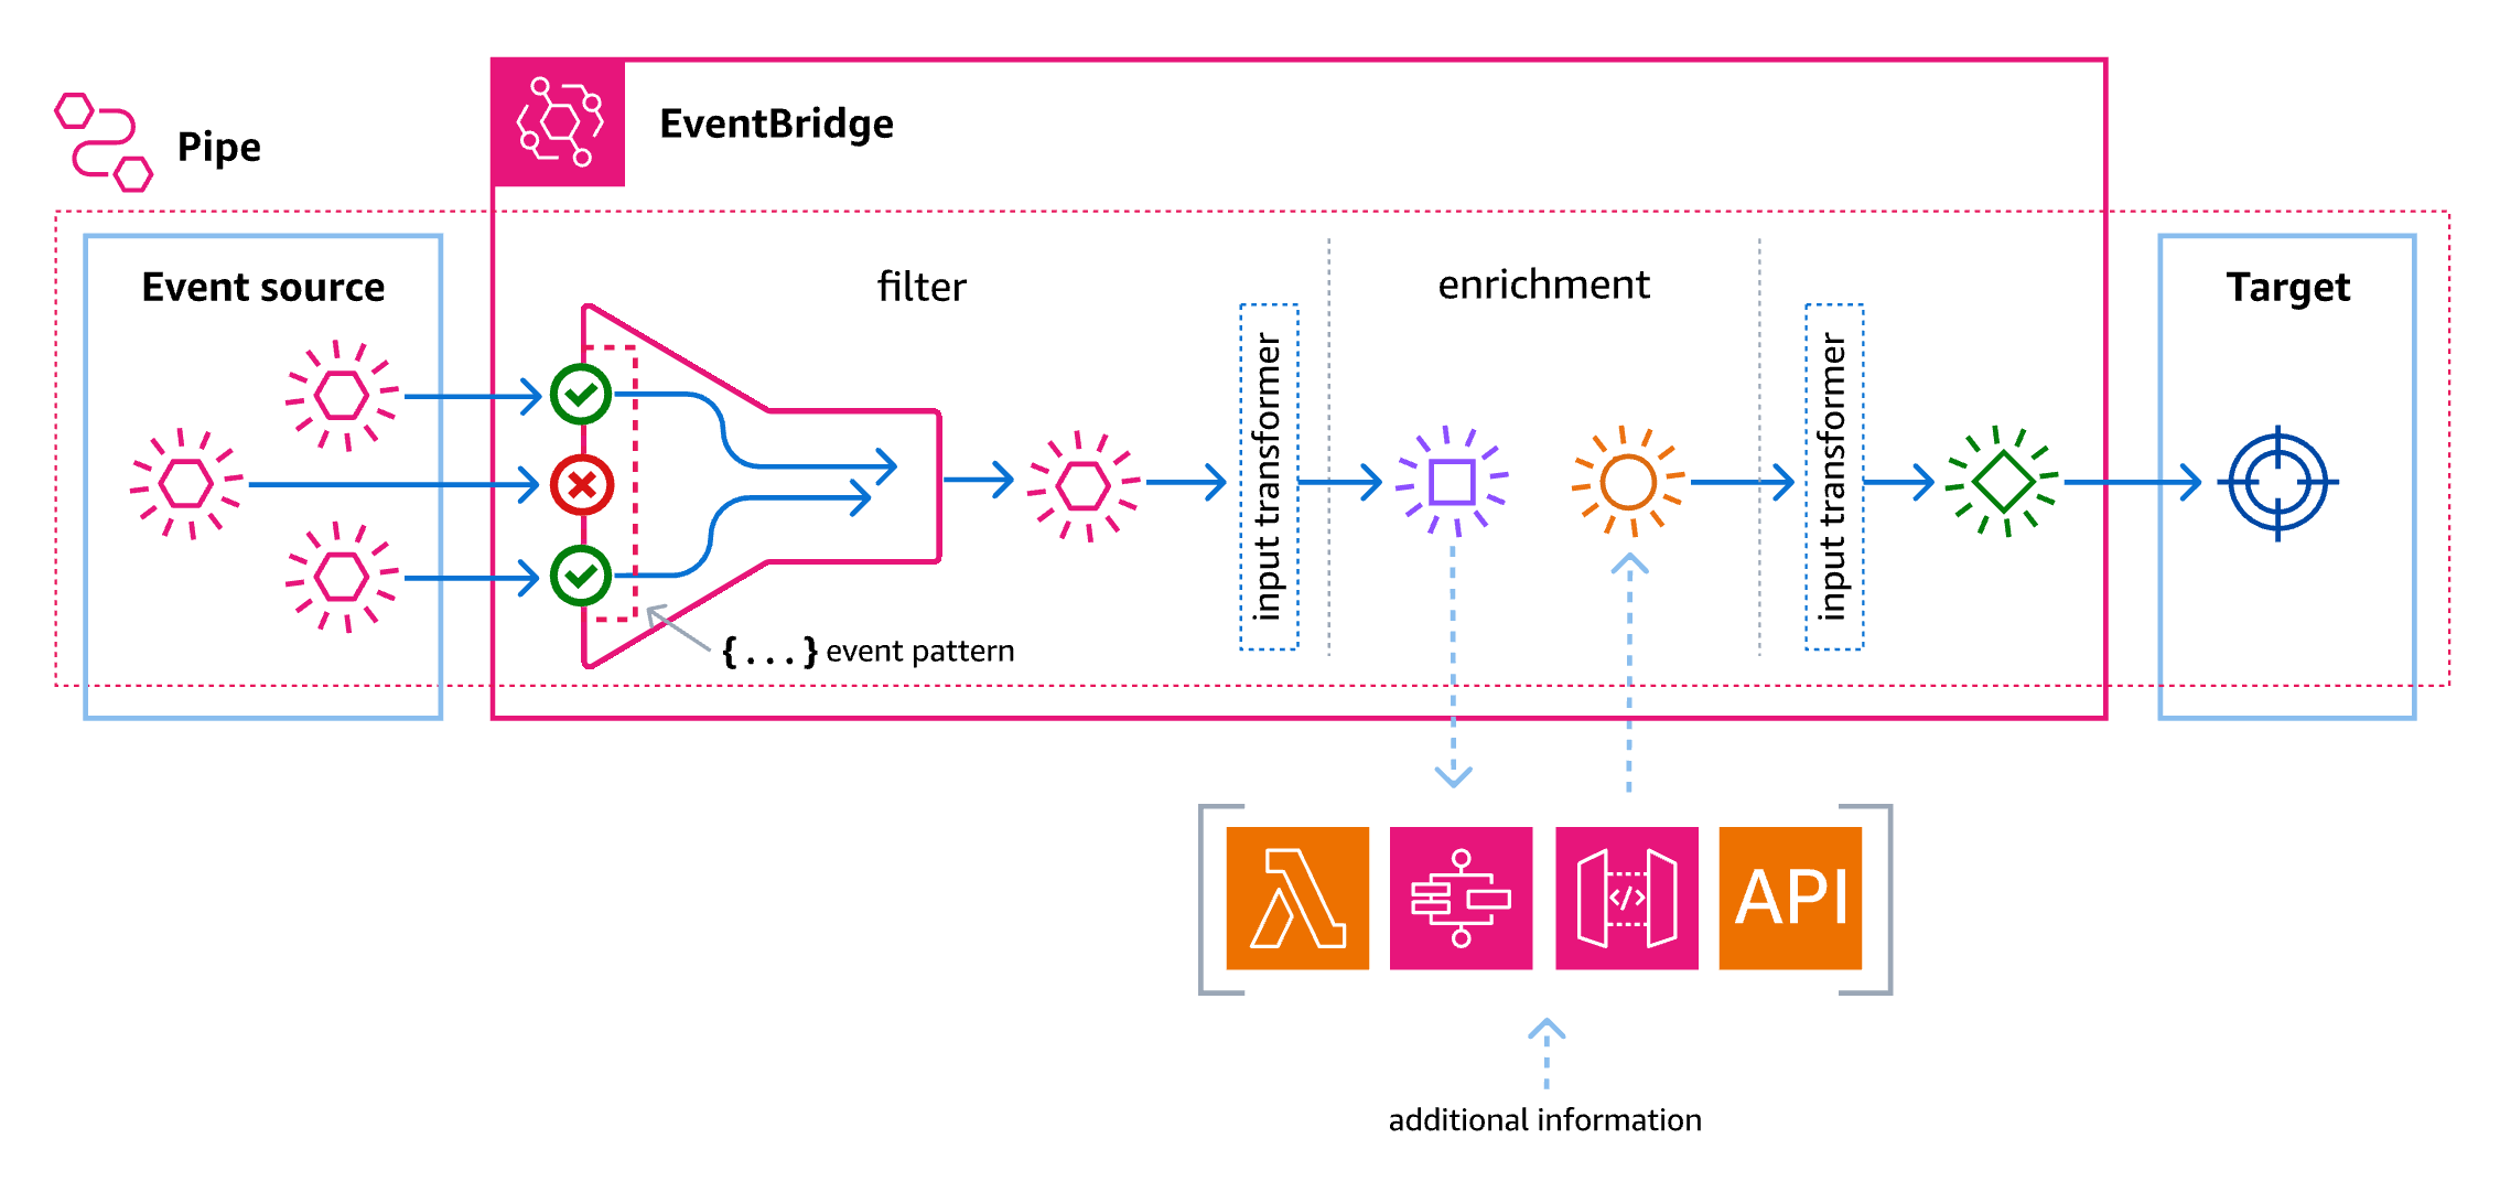 Pipe
EventBridge
Event source
filter
enrichment
Target
input transformer
input transformer
{...} event pattern
API
additional information